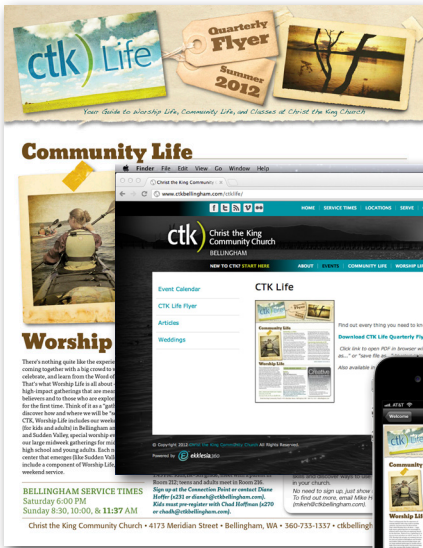 ctk) Life
Quarterly
Flyer
Summer
2012
Your Guide to Worship Life, Community Life, and Classes at Christ the King Church
Community Life
Finder File Edit View Go Window Help
Christ the King Community
www.ctkbellingham.com/ctklife/
HOME SERVICE TIMES LOCATIONS SERVE
ctk)
Christ the King
Community Church
BELLINGHAM
NEW TO CTK? START HERE
ABOUT EVENTS COMMUNITY LIFE WORSHIP LI
Event Calendar
CTK Life Flyer
Articles
Weddings
CTK Life
Find out every thing you need to kn
Download CTK Life Quarterly Fly
Click link to open PDF in browser wi
as..." or "save file as..."
Also available in
© Copyright 2012 Christ the King Community Church All Rights Reserved.
Powered by ekklesia360
Worship
There's nothing quite like the experie
coming together with a big crowd to w
celebrate, and learn from the Word of
That's what Worship Life is all about
high-impact gatherings that are mean
believers and to those who are explor
for the first time. Think of it as a "gath
discover how and where we will be "s
CTK, Worship Life includes our weeke
(for kids and adults) in Bellingham an
and Sudden Valley, special worship ev
our large midweek gatherings for mid
high school and young adults. Each n
center that emerges (like Sudden Vall
include a component of Worship Life,
weekend service.
BELLINGHAM SERVICE TIMES
Saturday 6:00 PM
Sunday 8:30, 10:00, & 11:37 AM
Room 212; teens and adults meet in Room 216.
Sign up at the Connection Point or contact Diane
Hoffer (x231 or dianeh@ctkbellingham.com).
Kids must pre-register with Chad Hoffman (x270
or chadh@ctkbellingham.com).
in your church.
No need to sign up, just show
To find out more, email Mike H
(mikeh@ctkbellingham.com)
AT&T
Welcome
Community Life
Worship Lif
Christ the King Community Church • 4173 Meridian Street • Bellingham, WA • 360-733-1337 • ctkbellingh